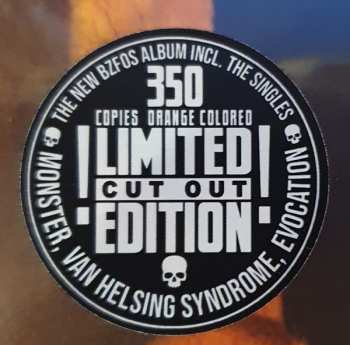 THE NEW BZFOS ALBUM INCL. THE SINGLES
350
COPIES ORANGE COLORED
! LIMITED !
CUT OUT
EDITION
MONSTER, VAN HELSING SYNDROME, EVOCATION